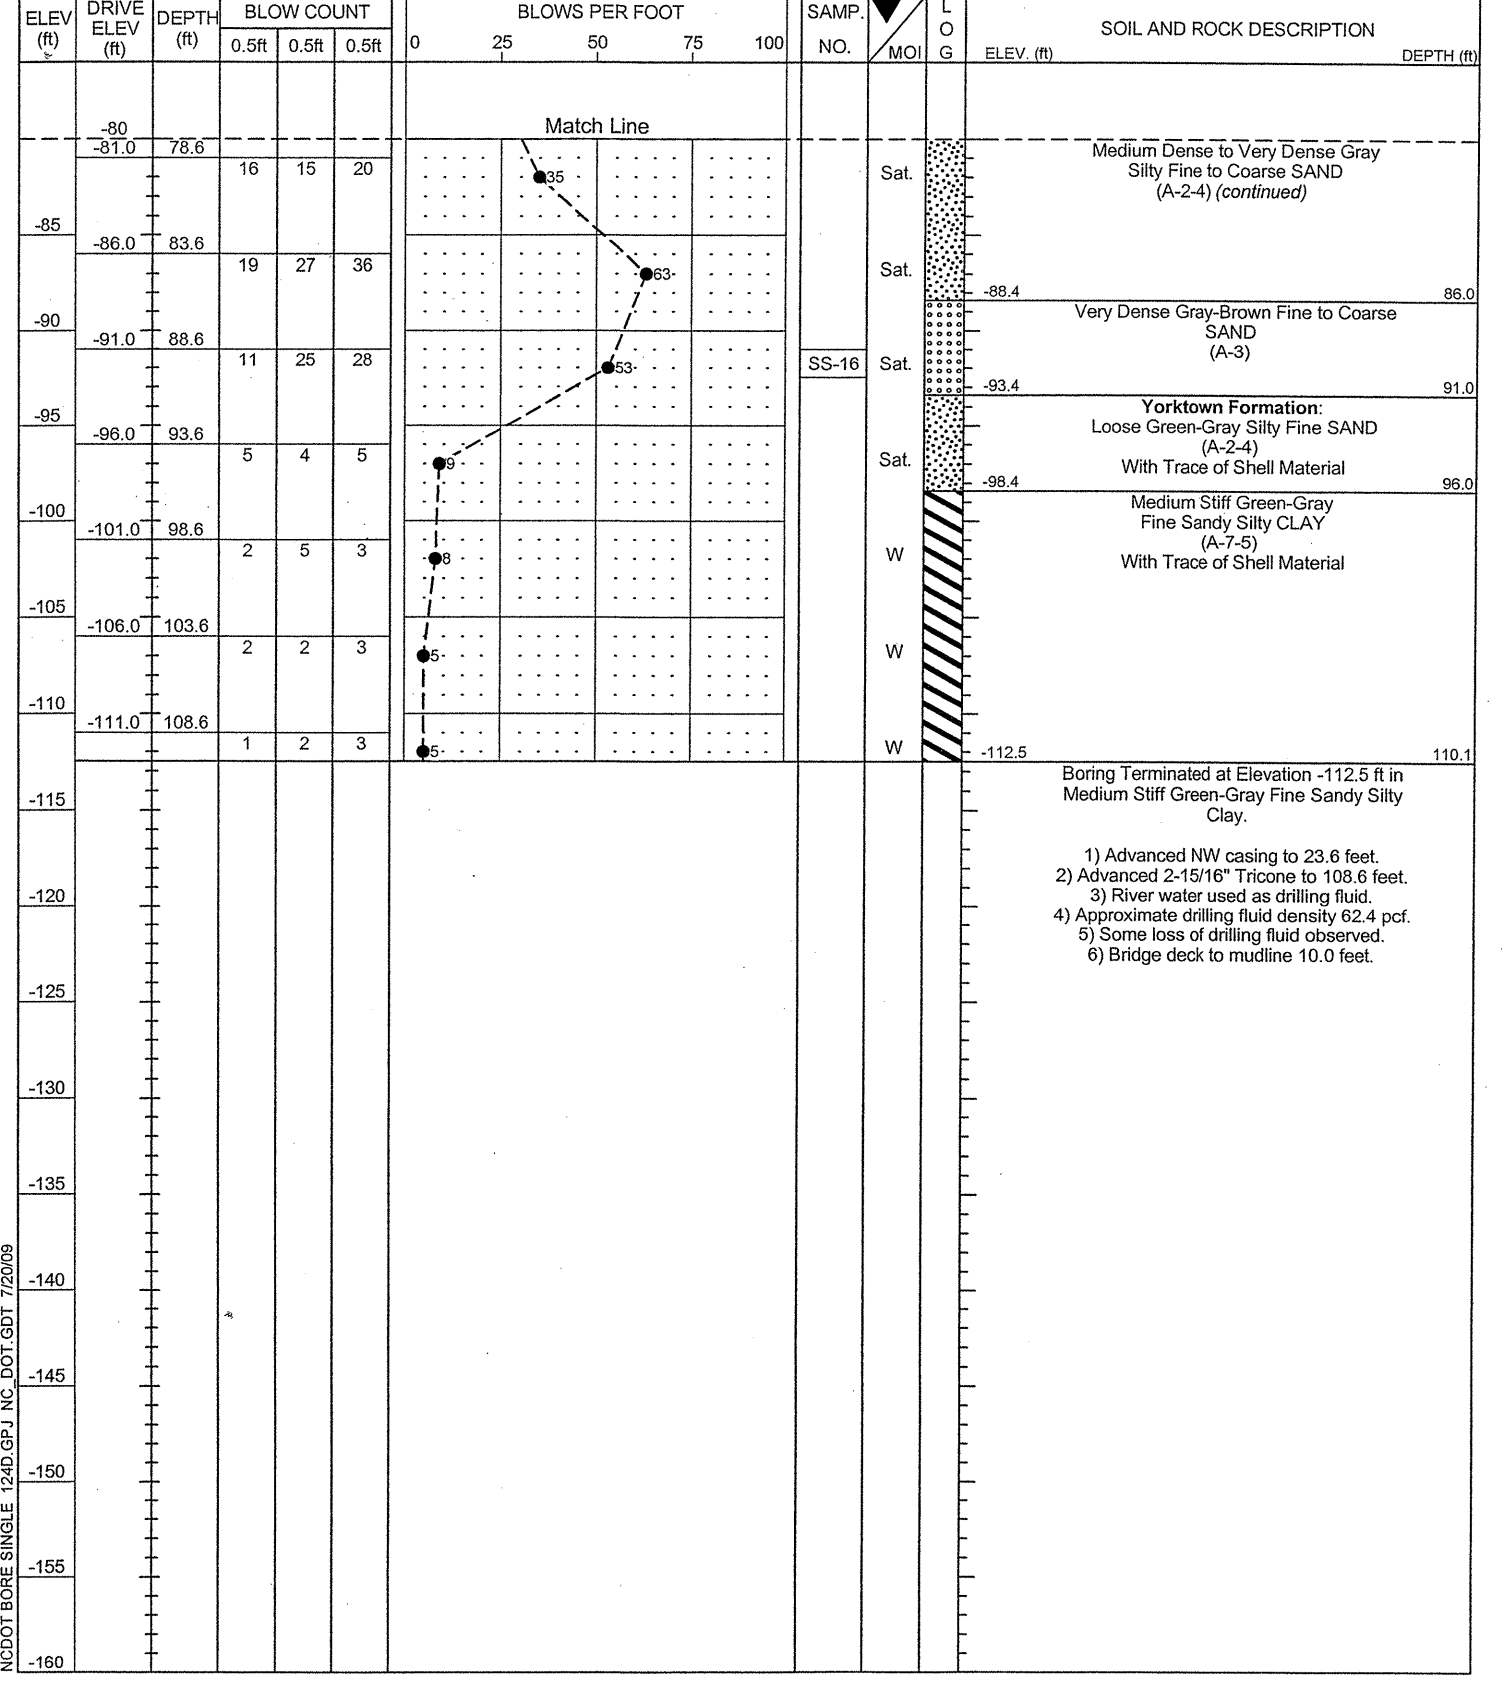 ELEV (ft) DRIVE ELEV (ft) DEPTH (ft) BLOW COUNT BLOWS PER FOOT SAMP. NO. MOI L O G SOIL AND ROCK DESCRIPTION
0.5ft 0.5ft 0.5ft 0 25 50 75 100 ELEV. (ft) DEPTH (ft)
Match Line
-80
-81.0 78.6
16 15 20 35 Sat.
Medium Dense to Very Dense Gray
Silty Fine to Coarse SAND
(A-2-4) (continued)
-85
-86.0 83.6
19 27 36 63 Sat.
-88.4 86.0
-90
Very Dense Gray-Brown Fine to Coarse
SAND
(A-3)
-91.0 88.6
11 25 28 53 SS-16 Sat.
-93.4 91.0
-95
Yorktown Formation:
Loose Green-Gray Silty Fine SAND
(A-2-4)
With Trace of Shell Material
-96.0 93.6
5 4 5 9 Sat.
-98.4 96.0
-100
Medium Stiff Green-Gray
Fine Sandy Silty CLAY
(A-7-5)
With Trace of Shell Material
-101.0 98.6
2 5 3 8 W
-105
-106.0 103.6
2 2 3 5 W
-110
-111.0 108.6
1 2 3 5 W
-112.5 110.1
Boring Terminated at Elevation -112.5 ft in
Medium Stiff Green-Gray Fine Sandy Silty
Clay.
-115
1) Advanced NW casing to 23.6 feet.
2) Advanced 2-15/16" Tricone to 108.6 feet.
3) River water used as drilling fluid.
4) Approximate drilling fluid density 62.4 pcf.
5) Some loss of drilling fluid observed.
6) Bridge deck to mudline 10.0 feet.
-120
-125
-130
-135
-140
-145
-150
-155
-160
NCDOT BORE SINGLE 124D.GPJ NC_DOT.GDT 7/20/09